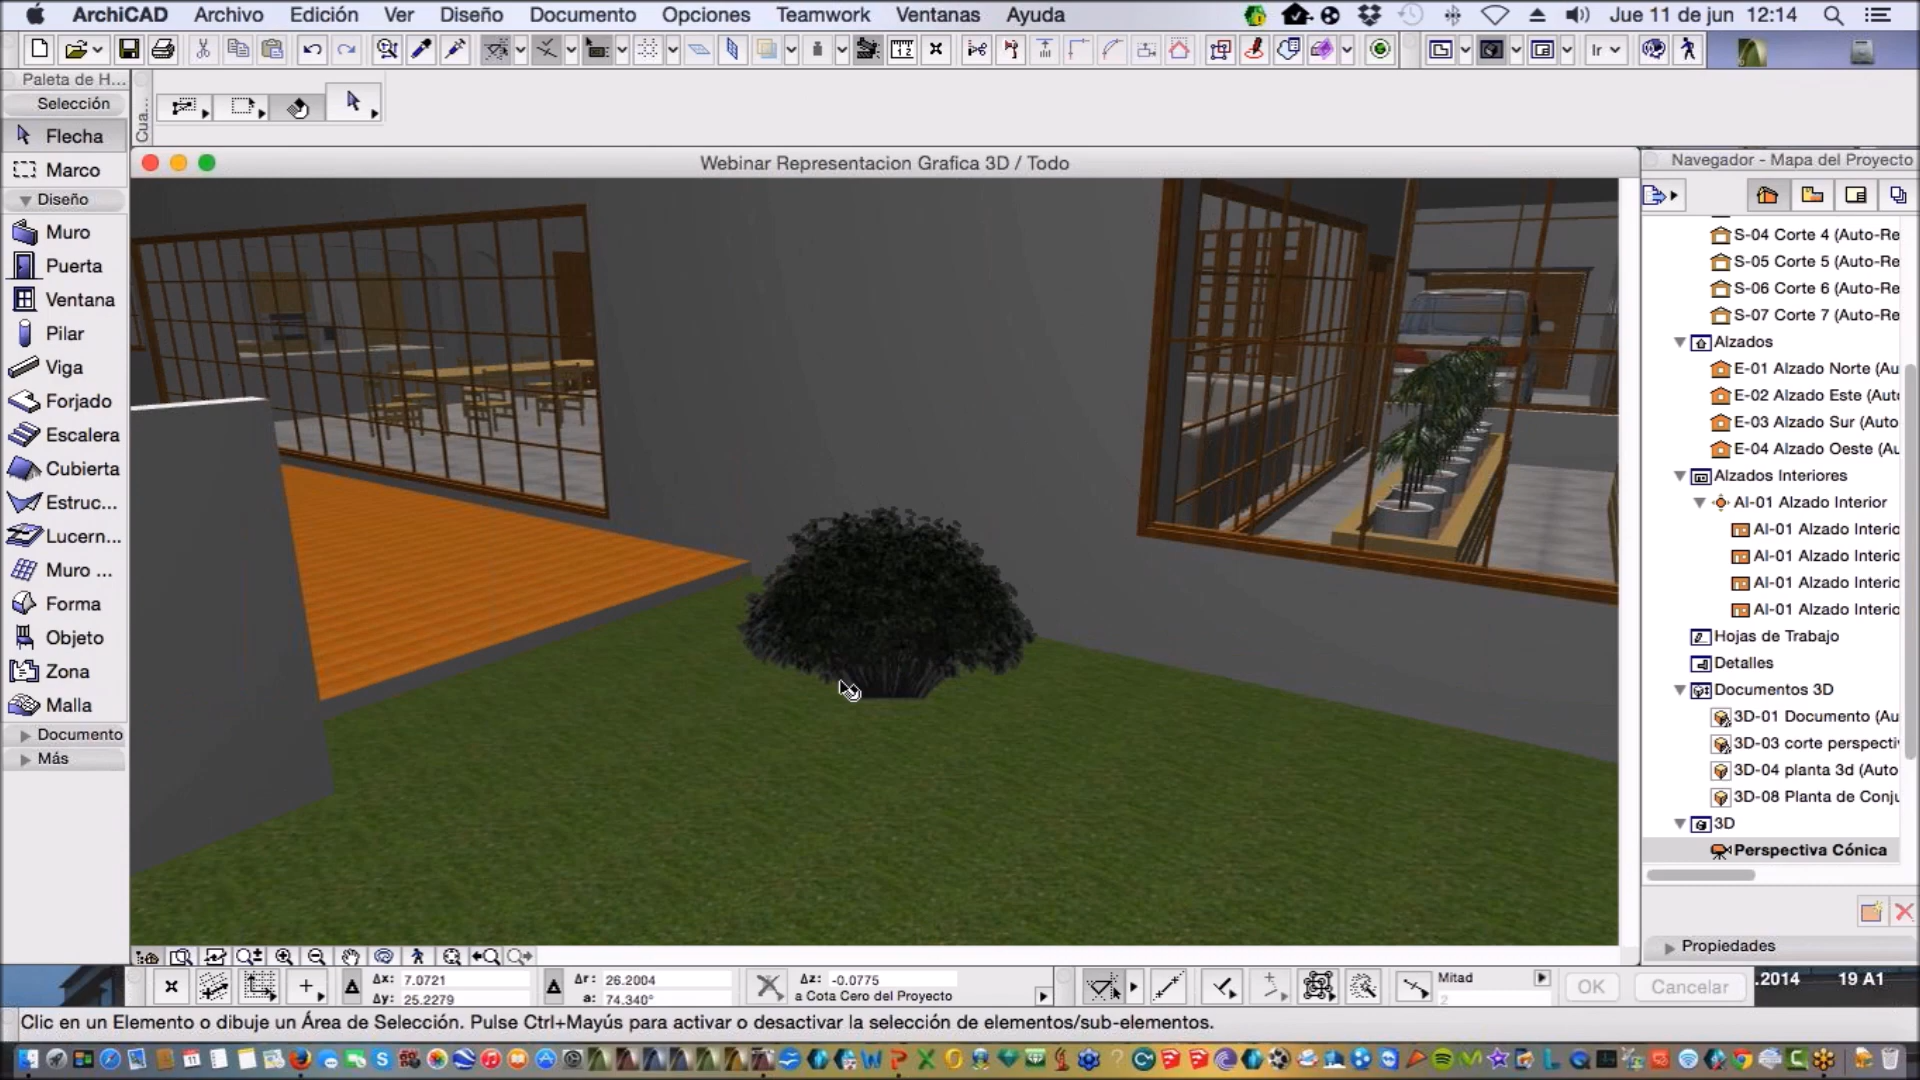 ArchiCAD Archivo Edición Ver Diseño Documento Opciones Teamwork Ventanas Ayuda Jue 11 de jun 12:14
Ir
Paleta de H...
Selección
Flecha
Marco
Diseño
Muro
Puerta
Ventana
Pilar
Viga
Forjado
Escalera
Cubierta
Estruc...
Lucern...
Muro ...
Forma
Objeto
Zona
Malla
Documento
Más
Cua...
Webinar Representacion Grafica 3D / Todo
Navegador - Mapa del Proyecto
S-04 Corte 4 (Auto-Re
S-05 Corte 5 (Auto-Re
S-06 Corte 6 (Auto-Re
S-07 Corte 7 (Auto-Re
Alzados
E-01 Alzado Norte (Au
E-02 Alzado Este (Aut
E-03 Alzado Sur (Auto
E-04 Alzado Oeste (Au
Alzados Interiores
AI-01 Alzado Interior
AI-01 Alzado Interio
AI-01 Alzado Interio
AI-01 Alzado Interio
AI-01 Alzado Interio
Hojas de Trabajo
Detalles
Documentos 3D
3D-01 Documento (Au
3D-03 corte perspecti
3D-04 planta 3d (Auto
3D-08 Planta de Conju
3D
Perspectiva Cónica
Propiedades
Δx: 7.0721
Δy: 25.2279
Δr: 26.2004
a: 74.340°
Δz: -0.0775
a Cota Cero del Proyecto
Mitad
2
OK
Cancelar
.2014 19 A1
Clic en un Elemento o dibuje un Área de Selección. Pulse Ctrl+Mayús para activar o desactivar la selección de elementos/sub-elementos.